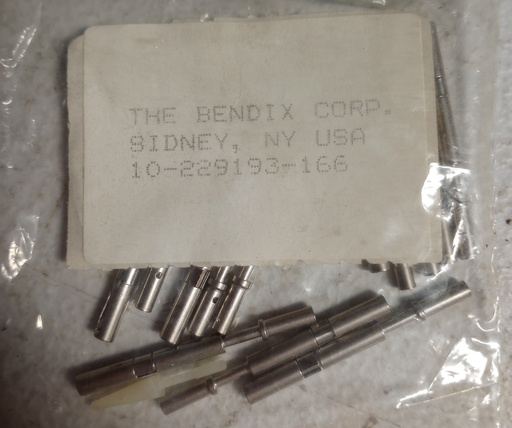 THE BENDIX CORP.
SIDNEY, NY USA
10-229193-166